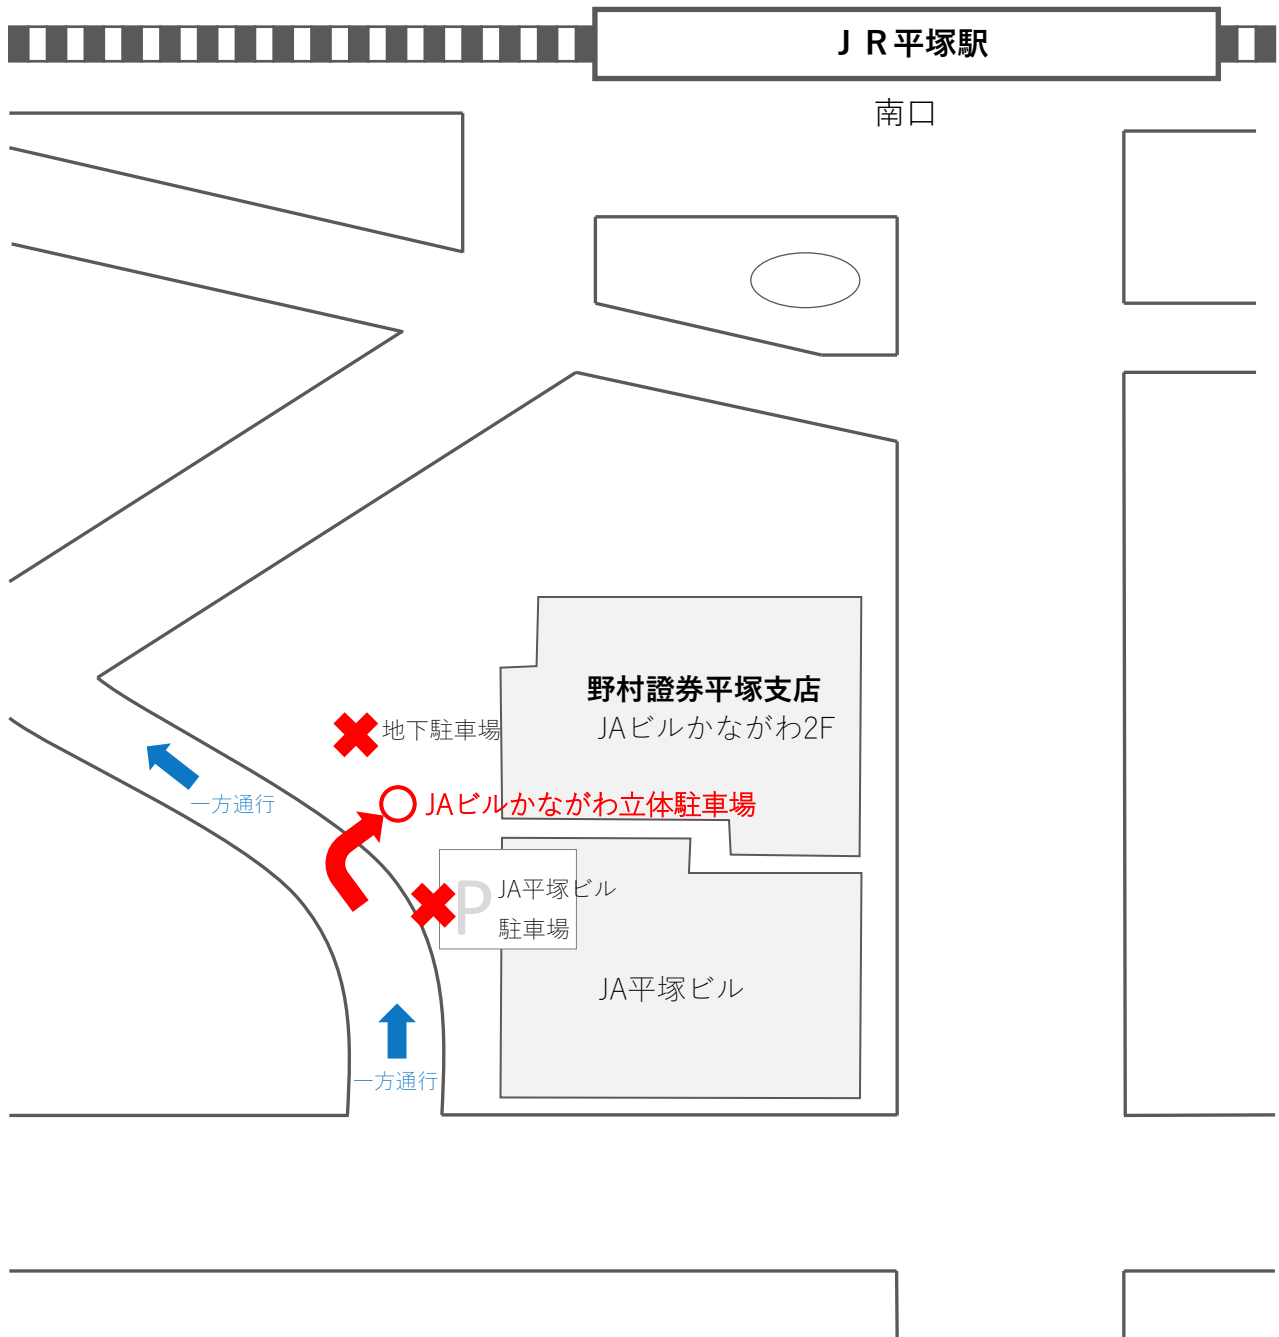 ＪＲ平塚駅
南口
野村證券平塚支店
JAビルかながわ2F
地下駐車場
JAビルかながわ立体駐車場
一方通行
P
JA平塚ビル
駐車場
JA平塚ビル
一方通行